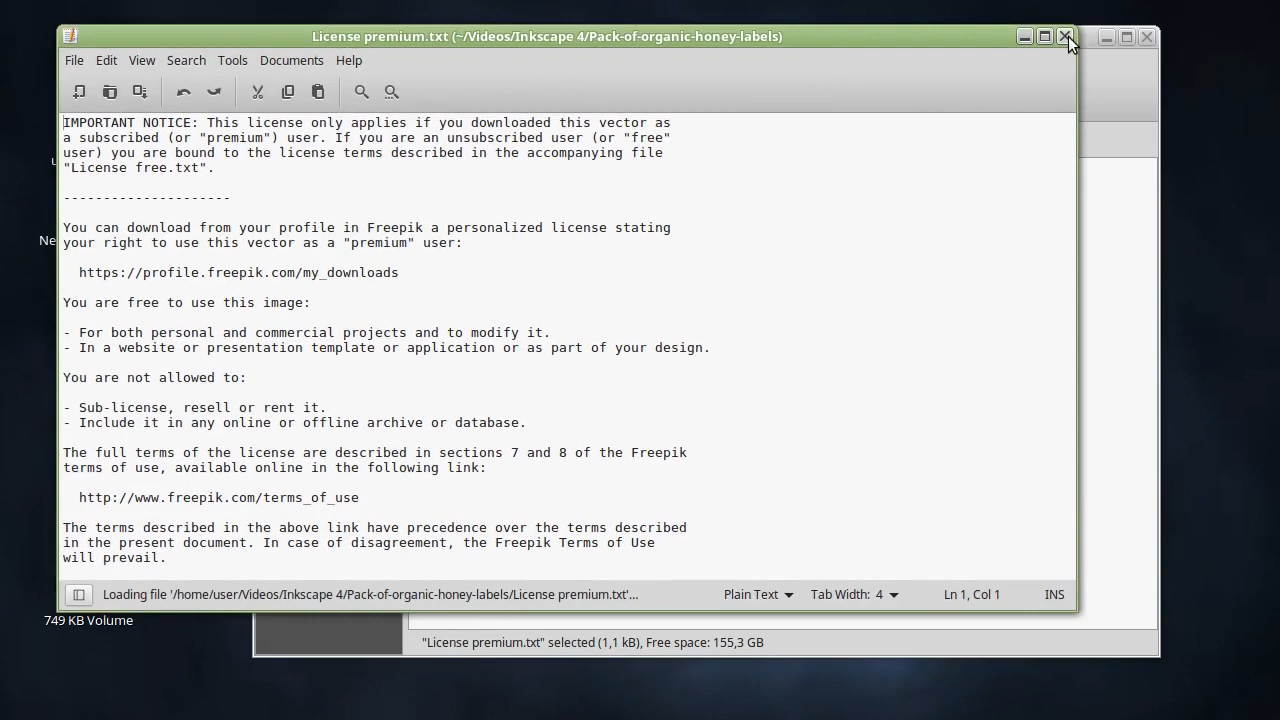 License premium.txt (~/Videos/Inkscape 4/Pack-of-organic-honey-labels)
File Edit View Search Tools Documents Help
IMPORTANT NOTICE: This license only applies if you downloaded this vector as
a subscribed (or "premium") user. If you are an unsubscribed user (or "free"
user) you are bound to the license terms described in the accompanying file
"License free.txt".
---------------------
You can download from your profile in Freepik a personalized license stating
your right to use this vector as a "premium" user:
https://profile.freepik.com/my_downloads
You are free to use this image:
- For both personal and commercial projects and to modify it.
- In a website or presentation template or application or as part of your design.
You are not allowed to:
- Sub-license, resell or rent it.
- Include it in any online or offline archive or database.
The full terms of the license are described in sections 7 and 8 of the Freepik
terms of use, available online in the following link:
http://www.freepik.com/terms_of_use
The terms described in the above link have precedence over the terms described
in the present document. In case of disagreement, the Freepik Terms of Use
will prevail.
Loading file '/home/user/Videos/Inkscape 4/Pack-of-organic-honey-labels/License premium.txt'... Plain Text Tab Width: 4 Ln 1, Col 1 INS
Ne
749 KB Volume
"License premium.txt" selected (1,1 kB), Free space: 155,3 GB